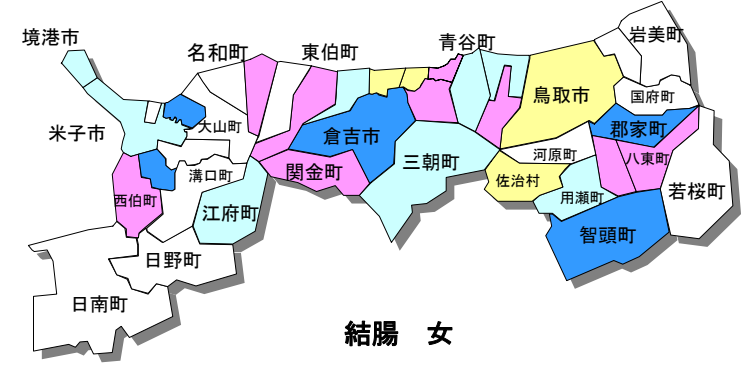 境港市
名和町
東伯町
青谷町
岩美町
米子市
大山町
倉吉市
鳥取市
国府町
郡家町
溝口町
関金町
三朝町
河原町
八東町
西伯町
江府町
佐治村
用瀬町
若桜町
日野町
智頭町
日南町
結腸 女